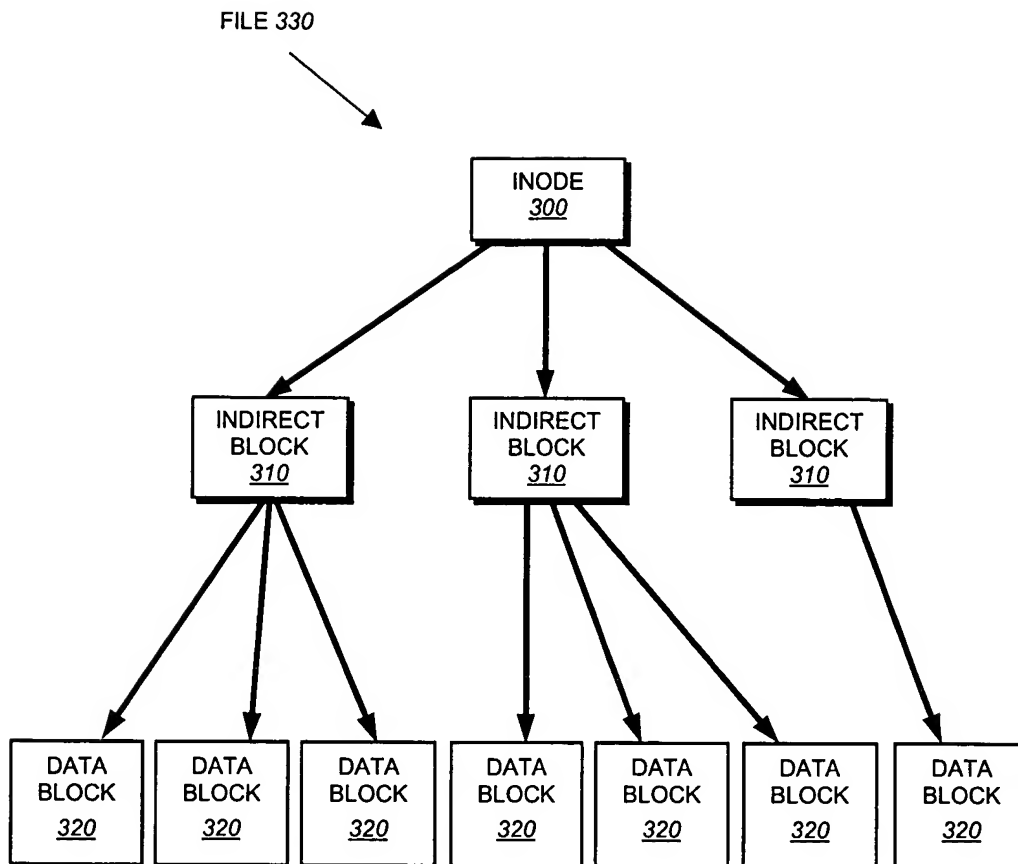 FILE 330
INODE
300
INDIRECT
BLOCK
310
INDIRECT
BLOCK
310
INDIRECT
BLOCK
310
DATA
BLOCK
320
DATA
BLOCK
320
DATA
BLOCK
320
DATA
BLOCK
320
DATA
BLOCK
320
DATA
BLOCK
320
DATA
BLOCK
320